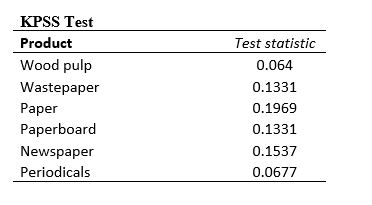 KPSS Test
Product Test statistic
Wood pulp 0.064
Wastepaper 0.1331
Paper 0.1969
Paperboard 0.1331
Newspaper 0.1537
Periodicals 0.0677